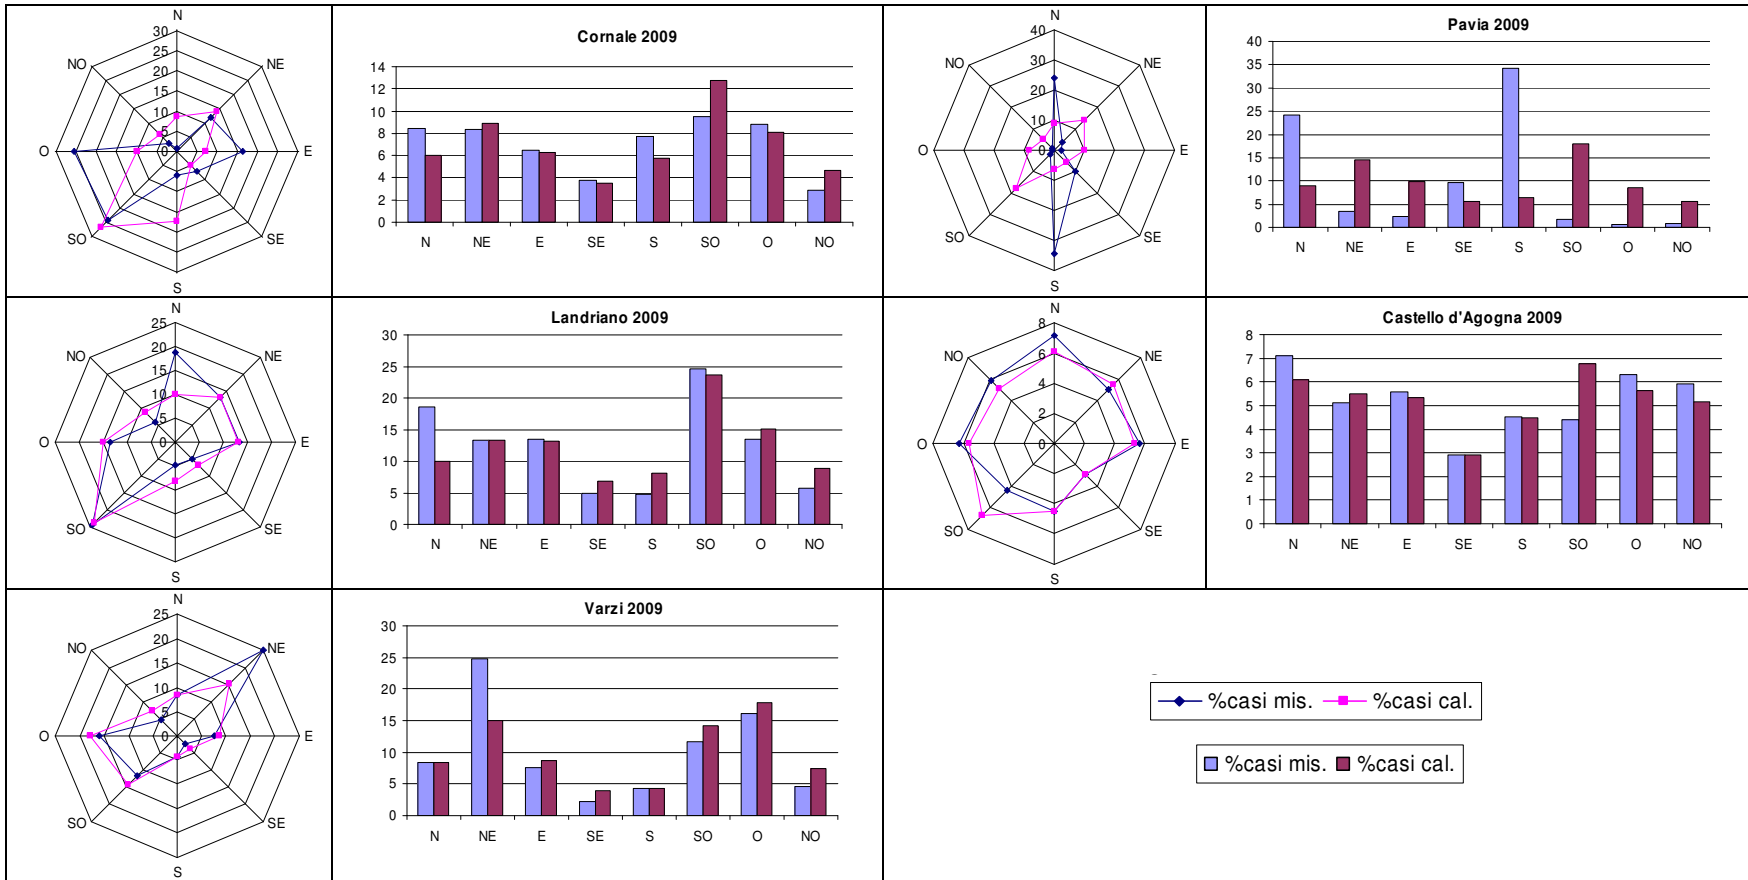 N
30
25
20
15
10
5
0
NO
NE
O
E
SO
SE
S
Cornale 2009
14
12
10
8
6
4
2
0
N NE E SE S SO O NO
N
40
30
20
10
0
NO
NE
O
E
SO
SE
S
Pavia 2009
40
35
30
25
20
15
10
5
0
N NE E SE S SO O NO
N
25
20
15
10
5
0
NO
NE
O
E
SO
SE
S
Landriano 2009
30
25
20
15
10
5
0
N NE E SE S SO O NO
N
8
6
4
2
0
NO
NE
O
E
SO
SE
S
Castello d'Agogna 2009
8
7
6
5
4
3
2
1
0
N NE E SE S SO O NO
N
25
20
15
10
5
0
NO
NE
O
E
SO
SE
S
Varzi 2009
30
25
20
15
10
5
0
N NE E SE S SO O NO
%casi mis. %casi cal.
%casi mis. %casi cal.